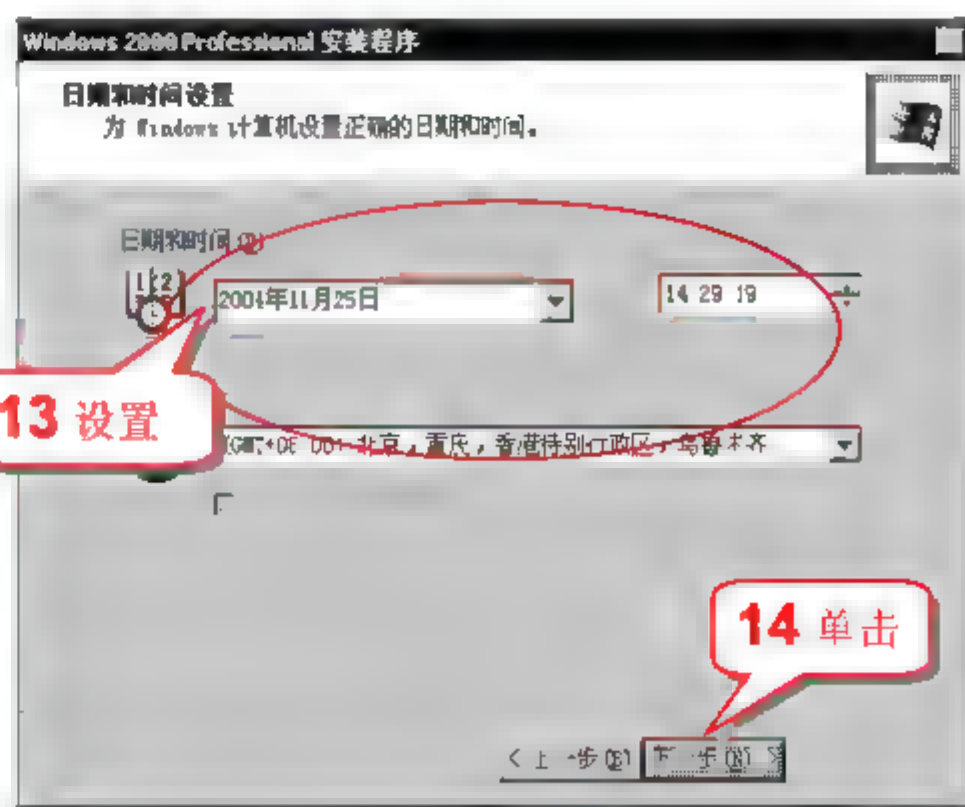 Windows 2000 Professional 安装程序
日期和时间设置
为 Windows 计算机设置正确的日期和时间。
日期和时间(D)
2004年11月25日
14 29 19
13 设置
(GMT+08 00) 北京，重庆，香港特别行政区，乌鲁木齐
14 单击
< 上一步(B)
下一步(N) >